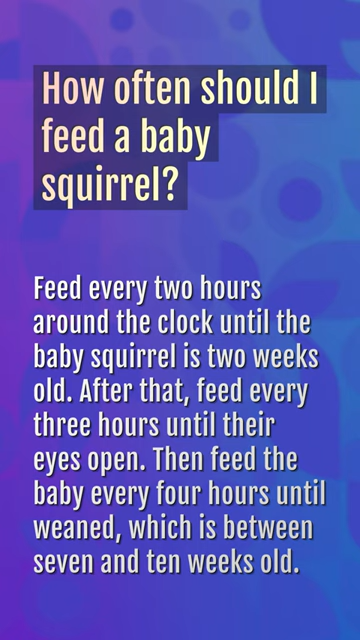 How often should I
feed a baby
squirrel?
Feed every two hours
around the clock until the
baby squirrel is two weeks
old. After that, feed every
three hours until their
eyes open. Then feed the
baby every four hours until
weaned, which is between
seven and ten weeks old.